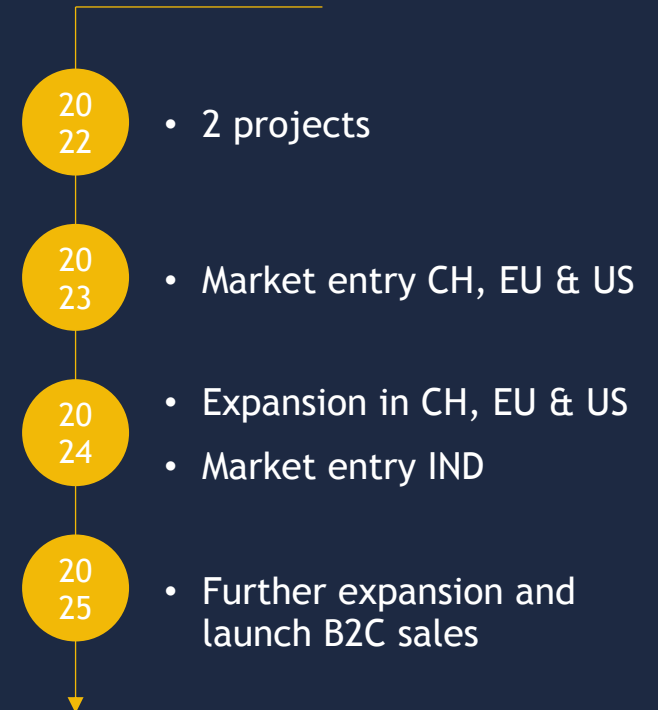 20
22
• 2 projects
20
23
• Market entry CH, EU & US
20
24
• Expansion in CH, EU & US
• Market entry IND
20
25
• Further expansion and
launch B2C sales